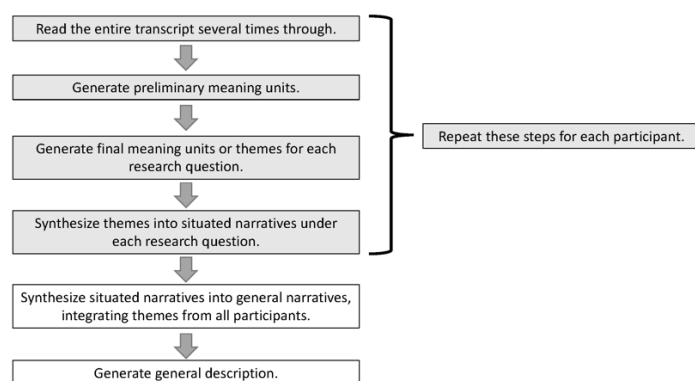 Read the entire transcript several times through.
Generate preliminary meaning units.
Generate final meaning units or themes for each
research question.
Repeat these steps for each participant.
Synthesize themes into situated narratives under
each research question.
Synthesize situated narratives into general narratives,
integrating themes from all participants.
Generate general description.